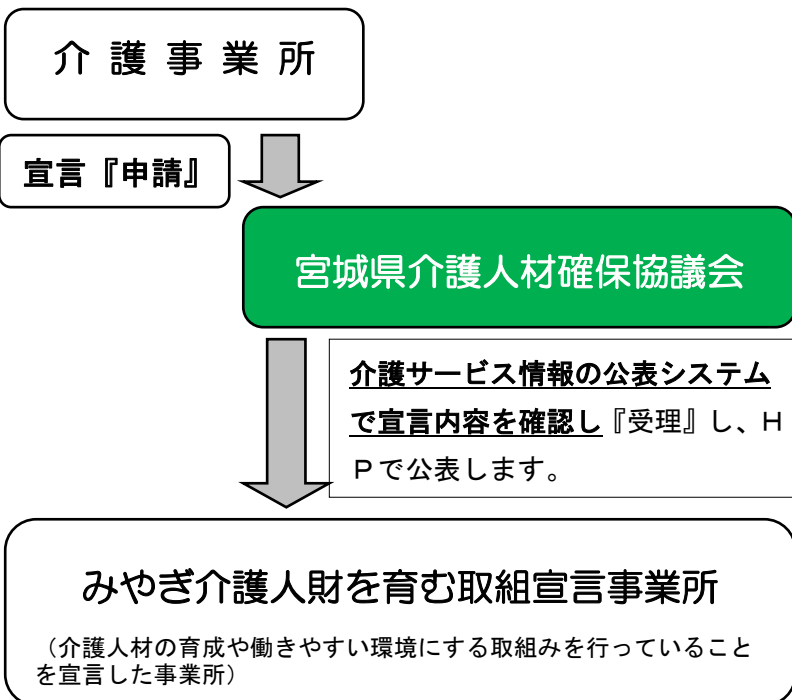 介護事業所
宣言『申請』
宮城県介護人材確保協議会
介護サービス情報の公表システム
で宣言内容を確認し『受理』し、Ｈ
Ｐで公表します。
みやぎ介護人財を育む取組宣言事業所
（介護人材の育成や働きやすい環境にする取組みを行っていること
を宣言した事業所）